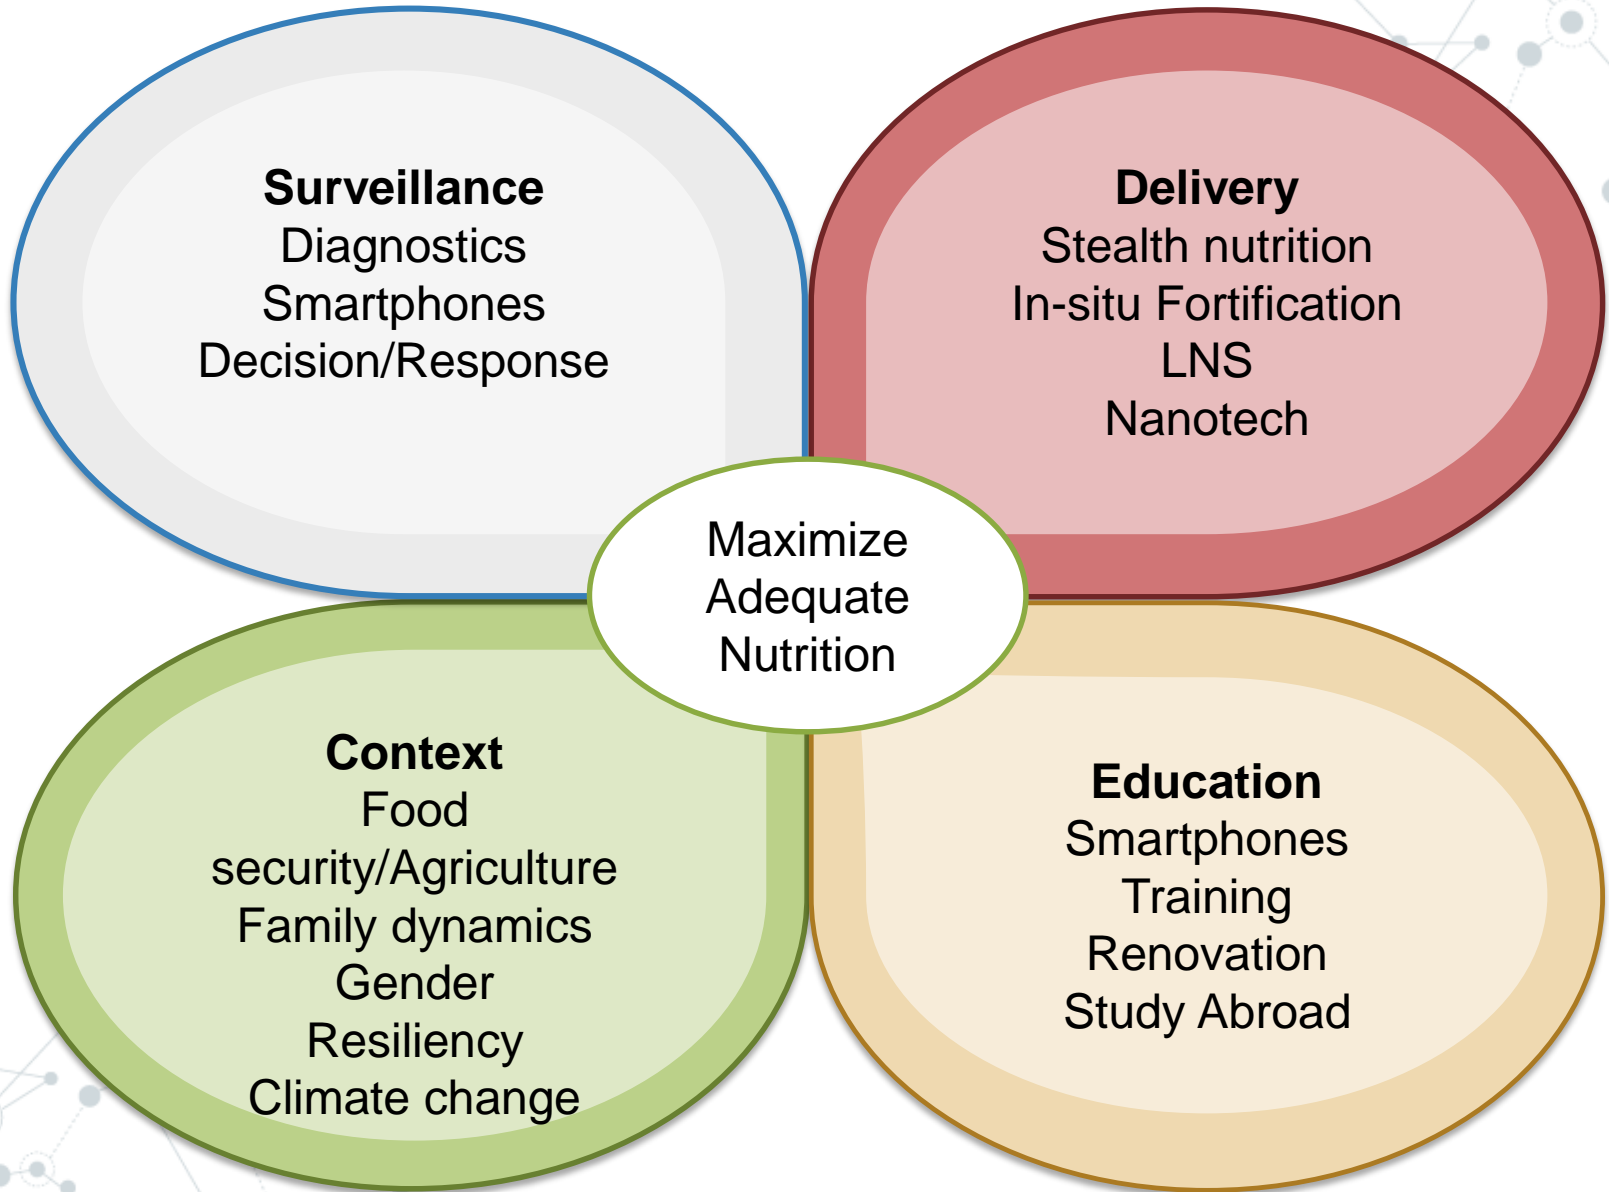 Surveillance
Diagnostics
Smartphones
Decision/Response
Delivery
Stealth nutrition
In-situ Fortification
LNS
Nanotech
Maximize
Adequate
Nutrition
Context
Food
security/Agriculture
Family dynamics
Gender
Resiliency
Climate change
Education
Smartphones
Training
Renovation
Study Abroad